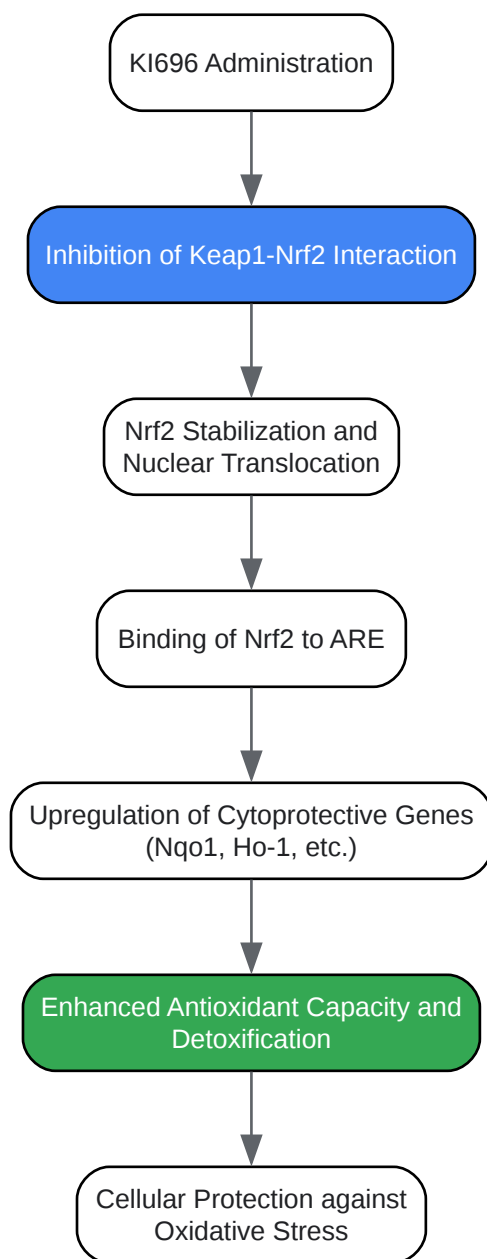 KI696 Administration
Inhibition of Keap1-Nrf2 Interaction
Nrf2 Stabilization and
Nuclear Translocation
Binding of Nrf2 to ARE
Upregulation of Cytoprotective Genes
(Nqo1, Ho-1, etc.)
Enhanced Antioxidant Capacity and
Detoxification
Cellular Protection against
Oxidative Stress